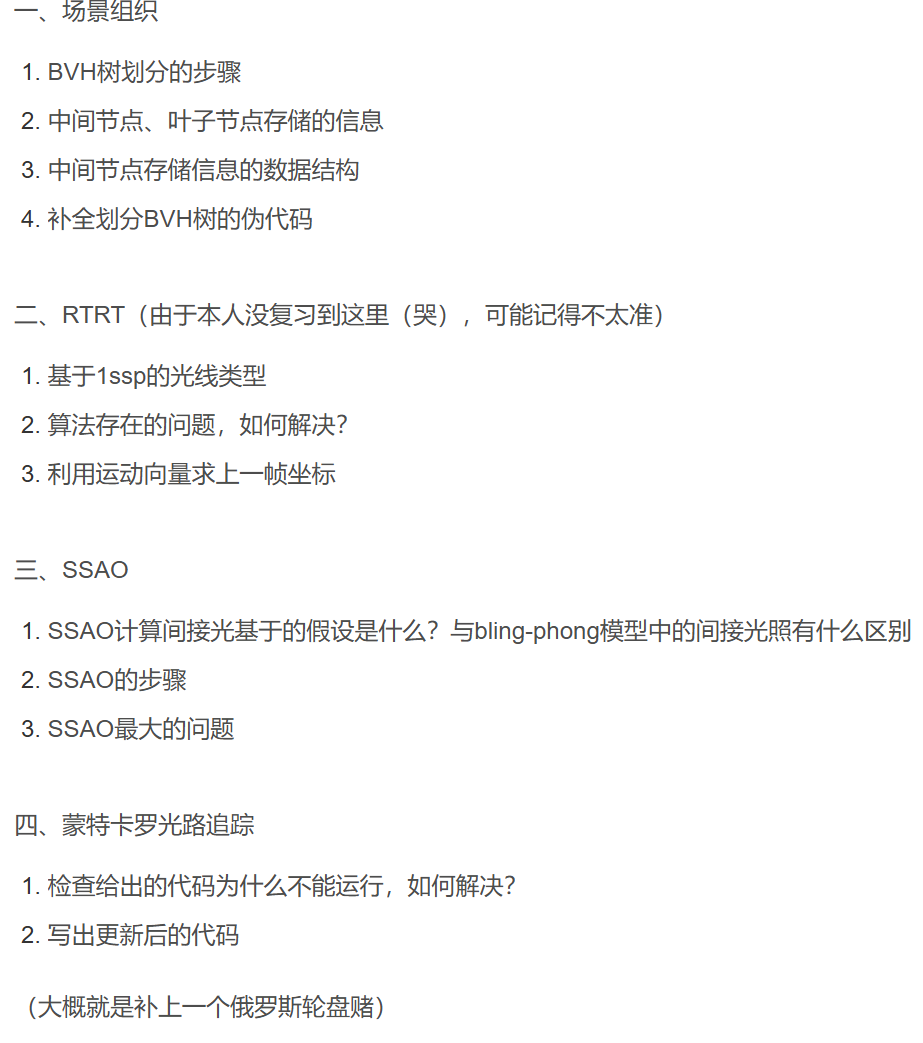 一、场景组织
1. BVH树划分的步骤
2. 中间节点、叶子节点存储的信息
3. 中间节点存储信息的数据结构
4. 补全划分BVH树的伪代码
二、RTRT（由于本人没复习到这里（哭），可能记得不太准）
1. 基于1ssp的光线类型
2. 算法存在的问题，如何解决？
3. 利用运动向量求上一帧坐标
三、SSAO
1. SSAO计算间接光基于的假设是什么？与bling-phong模型中的间接光照有什么区别
2. SSAO的步骤
3. SSAO最大的问题
四、蒙特卡罗光路追踪
1. 检查给出的代码为什么不能运行，如何解决？
2. 写出更新后的代码
（大概就是补上一个俄罗斯轮盘赌）